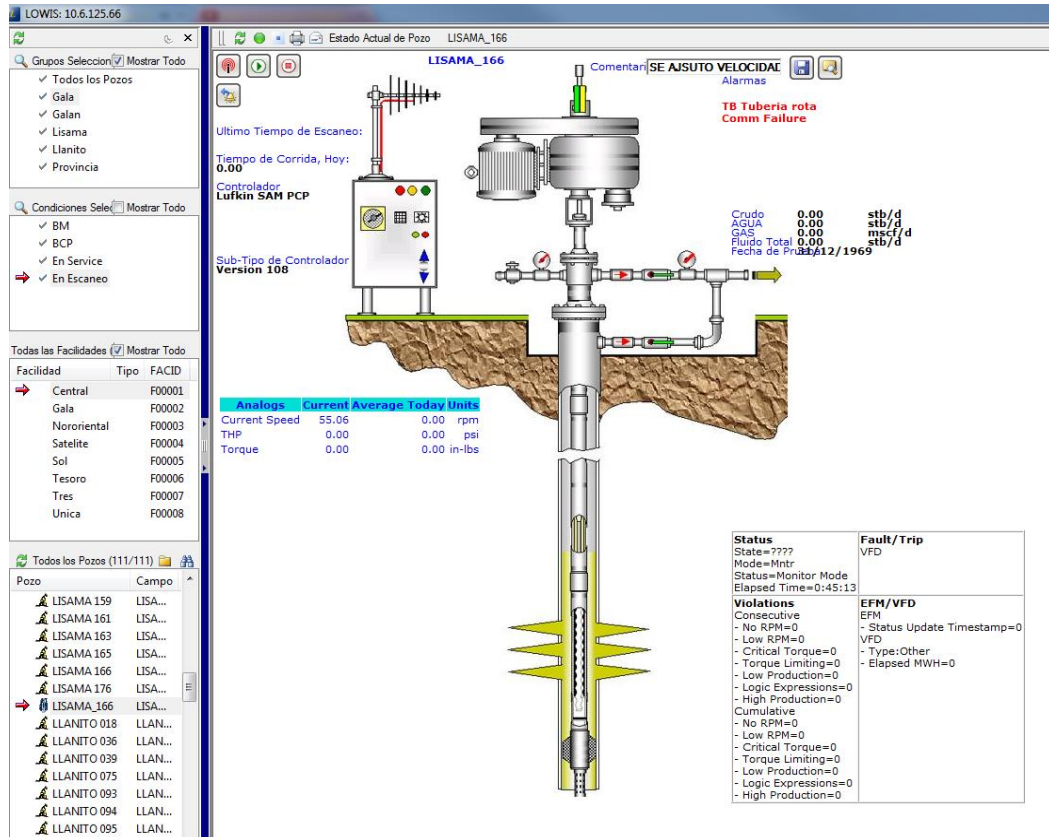 LOWIS: 10.6.125.66
Estado Actual de Pozo LISAMA_166
Grupos Seleccion Mostrar Todo
Todos los Pozos
Gala
Galan
Lisama
Llanito
Provincia
Condiciones Selec Mostrar Todo
BM
BCP
En Service
En Escaneo
Todas las Facilidades ( Mostrar Todo
Facilidad Tipo FACID
Central F00001
Gala F00002
Nororiental F00003
Satelite F00004
Sol F00005
Tesoro F00006
Tres F00007
Unica F00008
Todos los Pozos (111/111)
Pozo Campo
LISAMA 159 LISA...
LISAMA 161 LISA...
LISAMA 163 LISA...
LISAMA 165 LISA...
LISAMA 166 LISA...
LISAMA 176 LISA...
LISAMA_166 LISA...
LLANITO 018 LLAN...
LLANITO 036 LLAN...
LLANITO 039 LLAN...
LLANITO 075 LLAN...
LLANITO 093 LLAN...
LLANITO 094 LLAN...
LLANITO 095 LLAN...
LISAMA_166
Comentari SE AJSUTO VELOCIDAD
Alarmas
TB Tuberia rota
Comm Failure
Ultimo Tiempo de Escaneo:
Tiempo de Corrida, Hoy:
0.00
Controlador
Lufkin SAM PCP
Sub-Tipo de Controlador
Version 108
Crudo 0.00 stb/d
AGUA 0.00 stb/d
GAS 0.00 mscf/d
Fluido Total 0.00 stb/d
Fecha de Prueba 31/12/1969
Analogs Current Average Today Units
Current Speed 55.06 0.00 rpm
THP 0.00 0.00 psi
Torque 0.00 0.00 in-lbs
Status
State=????
Mode=Mntr
Status=Monitor Mode
Elapsed Time=0:45:13
Fault/Trip
VFD
Violations
Consecutive
- No RPM=0
- Low RPM=0
- Critical Torque=0
- Torque Limiting=0
- Low Production=0
- Logic Expressions=0
- High Production=0
Cumulative
- No RPM=0
- Low RPM=0
- Critical Torque=0
- Torque Limiting=0
- Low Production=0
- Logic Expressions=0
- High Production=0
EFM/VFD
EFM
- Status Update Timestamp=0
VFD
- Type:Other
- Elapsed MWH=0